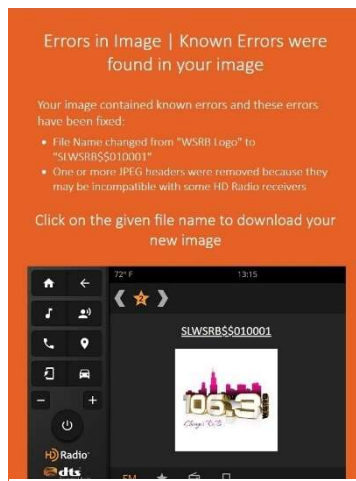 Errors in Image | Known Errors were
found in your image
Your image contained known errors and these errors
have been fixed:
• File Name changed from "WSRB Logo" to
"SLWSRB$$010001"
• One or more JPEG headers were removed because they
may be incompatible with some HD Radio receivers
Click on the given file name to download your
new image
72° F 13:15
2
SLWSRB$$010001
106.3
HD Radio
dts
FM